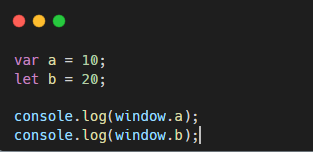 var a = 10;
let b = 20;
console.log(window.a);
console.log(window.b);